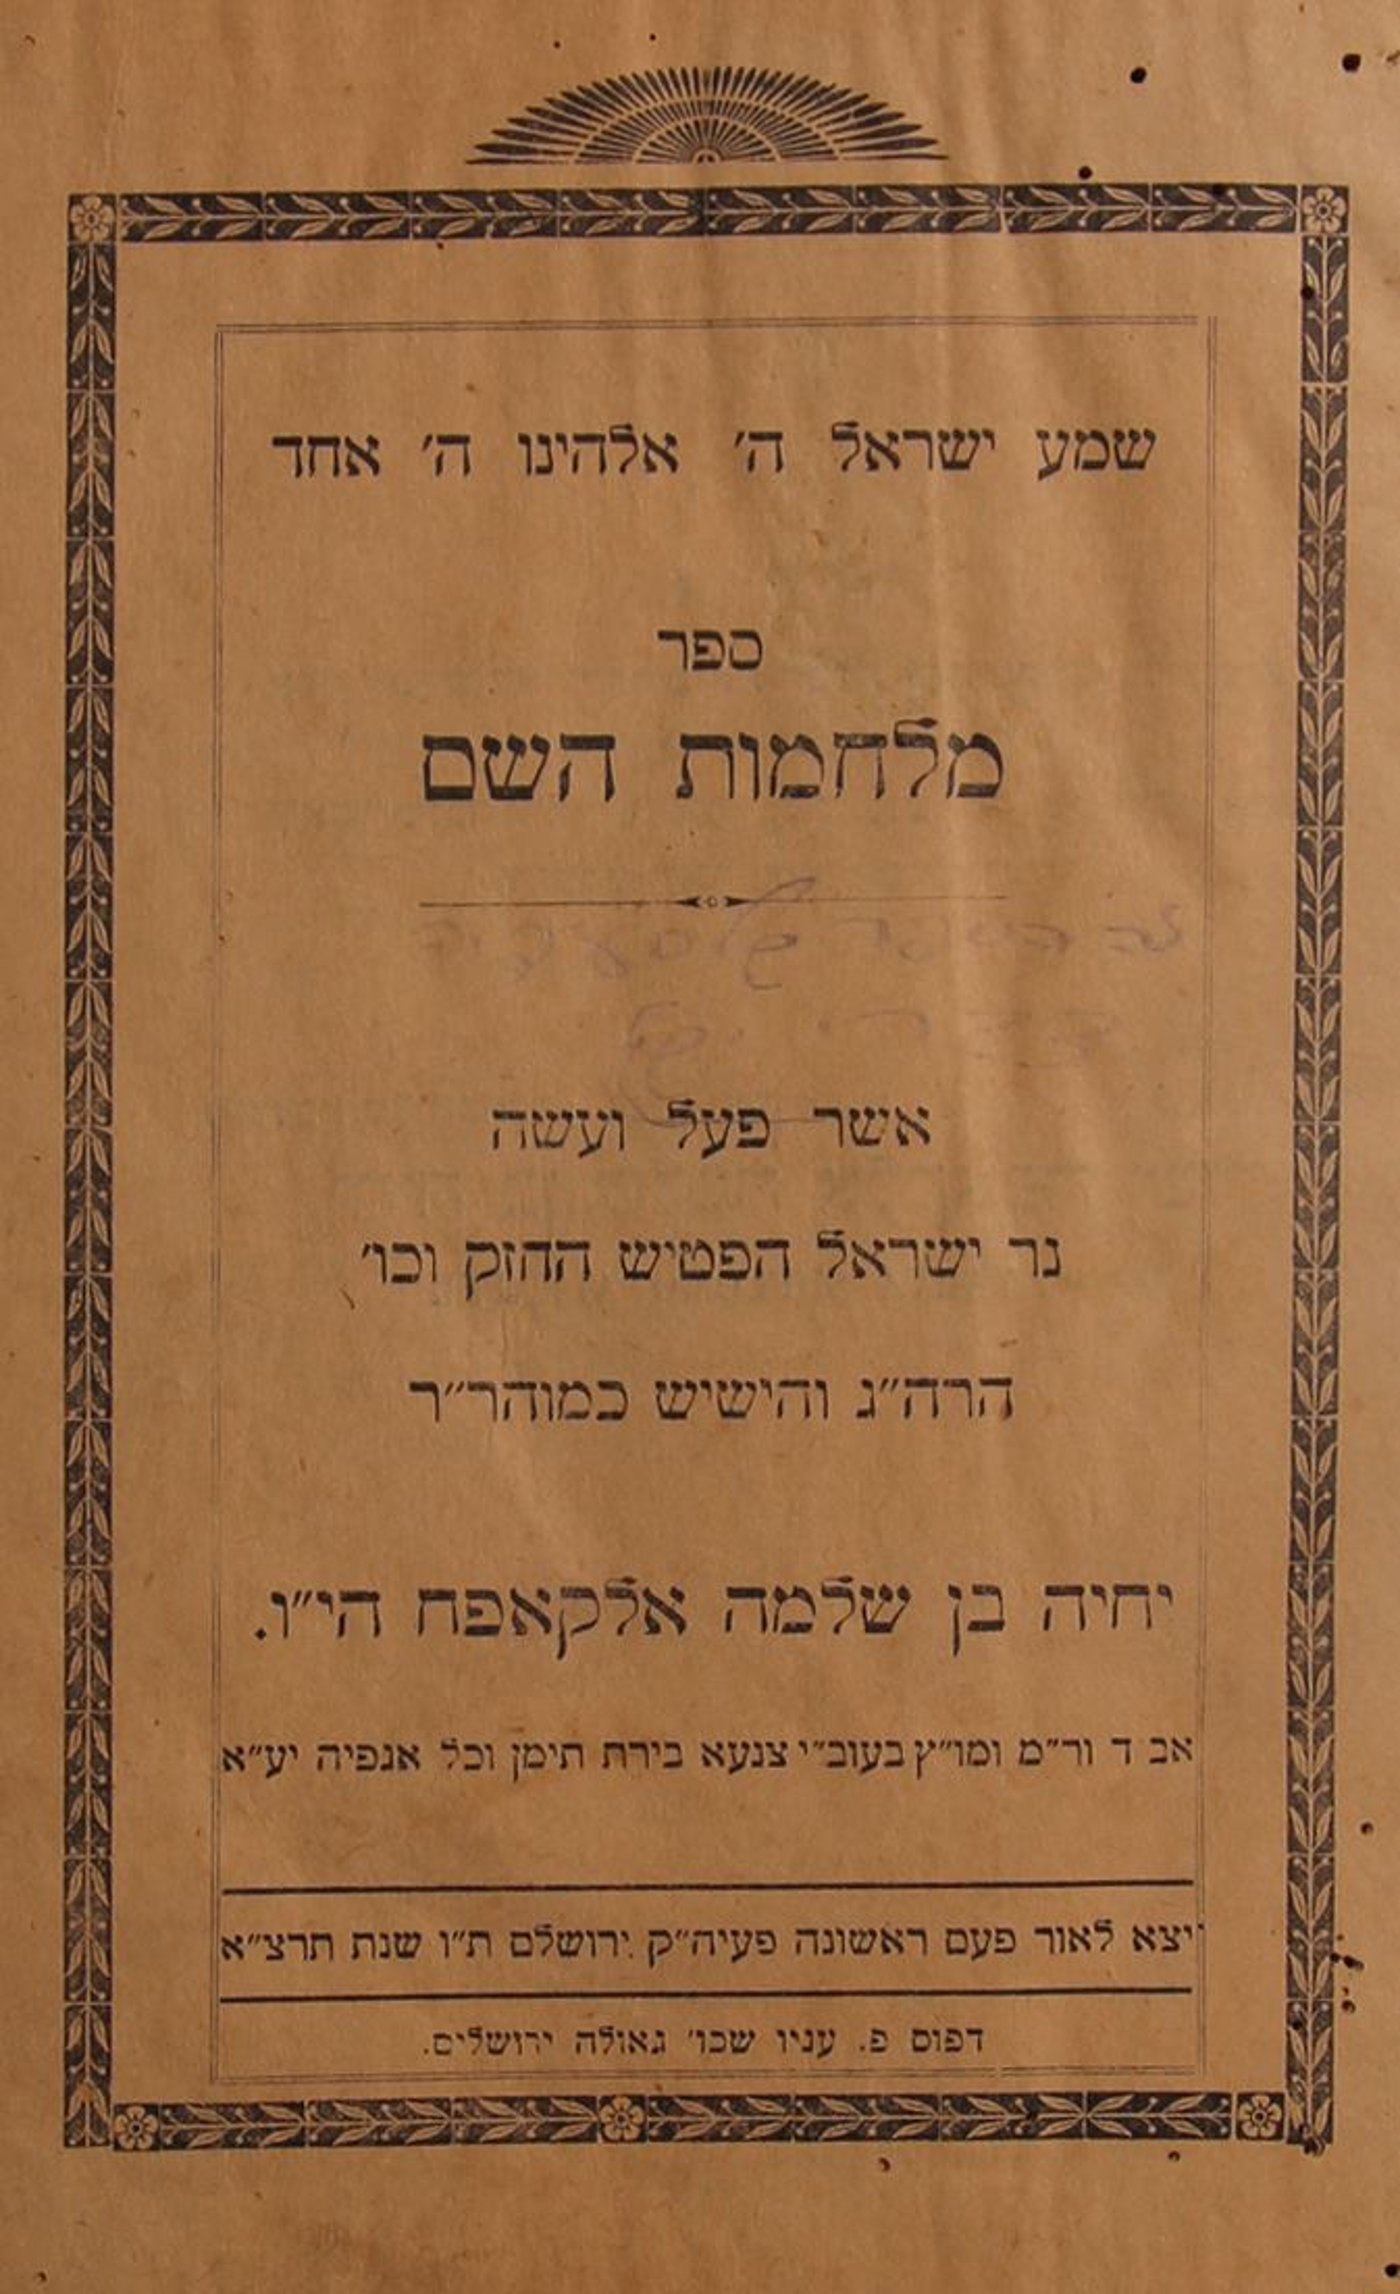 שמע ישראל ה׳ אלהינו ה׳ אחד
ספר
מלחמות השם
אשר פעל ועשה
נר ישראל הפטיש החזק וכו׳
הרה״ג והישיש כמוהר״ר
יחיה בן שלמה אלקאפח הי״ו.
אב ד ור״מ ומו״ץ בעוב״י צנעא בירת תימן וכל אגפיה יע״א
יצא לאור פעם ראשונה פעיה״ק ירושלם ת״ו שנת תרצ״א
דפוס פ. עניו שכו׳ גאולה ירושלים.